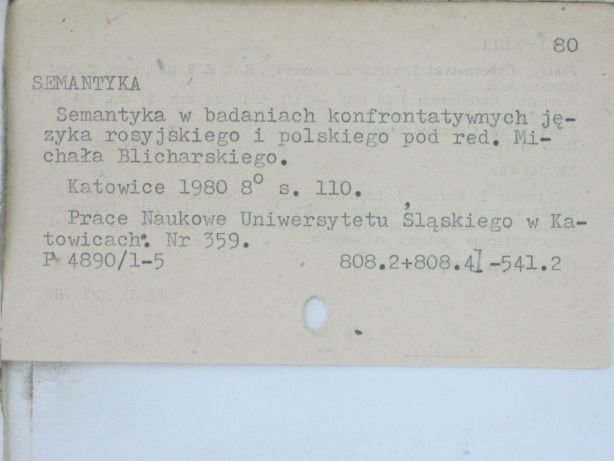 80
SEMANTYKA
Semantyka w badaniach konfrontatywnych ję-
zyka rosyjskiego i polskiego pod red. Mi-
chała Blicharskiego.
Katowice 1980 8° s. 110.
Prace Naukowe Uniwersytetu Śląskiego w Ka-
towicach. Nr 359.
P 4890/1-5 808.2+808.41-541.2